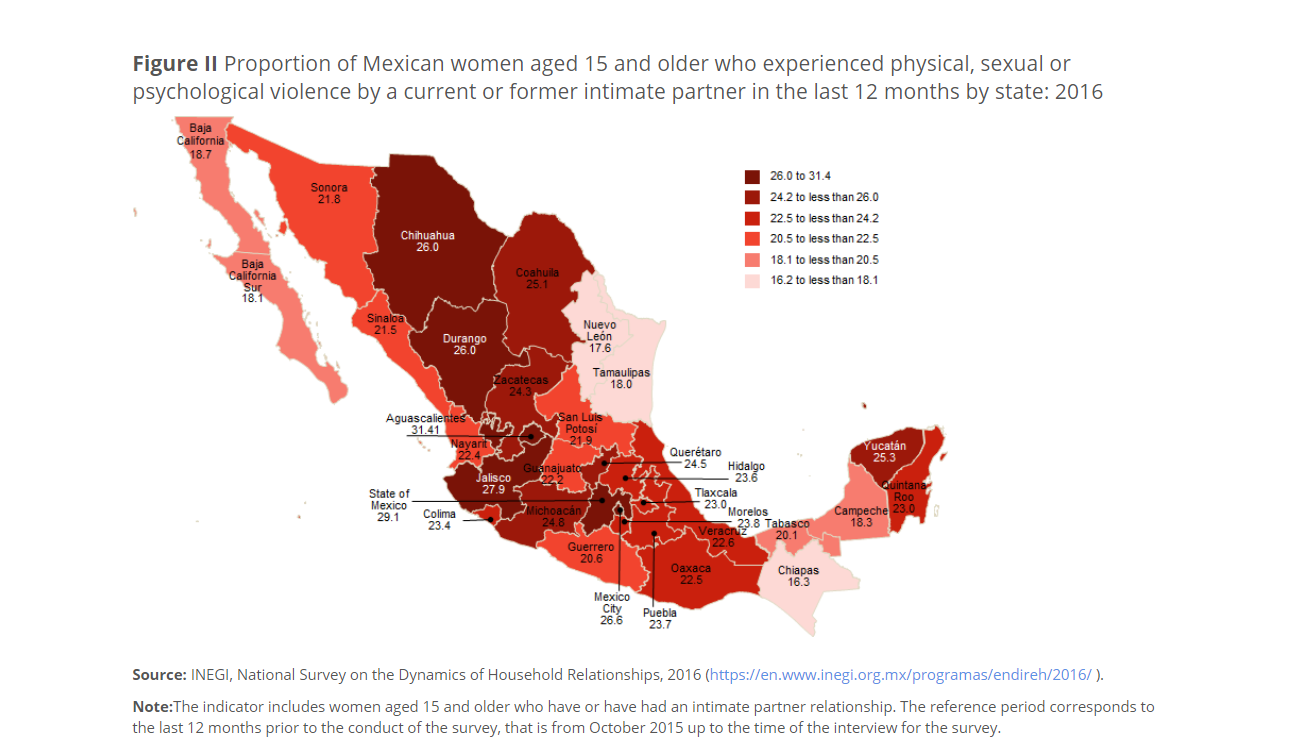 Figure II Proportion of Mexican women aged 15 and older who experienced physical, sexual or
psychological violence by a current or former intimate partner in the last 12 months by state: 2016
Baja
California
18.7
Sonora
21.8
Chihuahua
26.0
Coahuila
25.1
Baja
California
Sur
18.1
Sinaloa
21.5
Durango
26.0
Nuevo
León
17.6
Tamaulipas
18.0
Zacatecas
24.3
Aguascalientes
31.41
San Luis
Potosí
21.9
Nayarit
22.4
Guanajuato
22.2
Jalisco
27.9
Querétaro
24.5
Hidalgo
23.6
Tlaxcala
23.0
Morelos
23.8
State of
Mexico
29.1
Colima
23.4
Michoacán
24.8
Veracruz
22.6
Guerrero
20.6
Oaxaca
22.5
Mexico
City
26.6
Puebla
23.7
Tabasco
20.1
Chiapas
16.3
Campeche
18.3
Yucatán
25.3
Quintana
Roo
23.0
26.0 to 31.4
24.2 to less than 26.0
22.5 to less than 24.2
20.5 to less than 22.5
18.1 to less than 20.5
16.2 to less than 18.1
Source: INEGI, National Survey on the Dynamics of Household Relationships, 2016 (https://en.www.inegi.org.mx/programas/endireh/2016/ ).
Note:The indicator includes women aged 15 and older who have or have had an intimate partner relationship. The reference period corresponds to
the last 12 months prior to the conduct of the survey, that is from October 2015 up to the time of the interview for the survey.